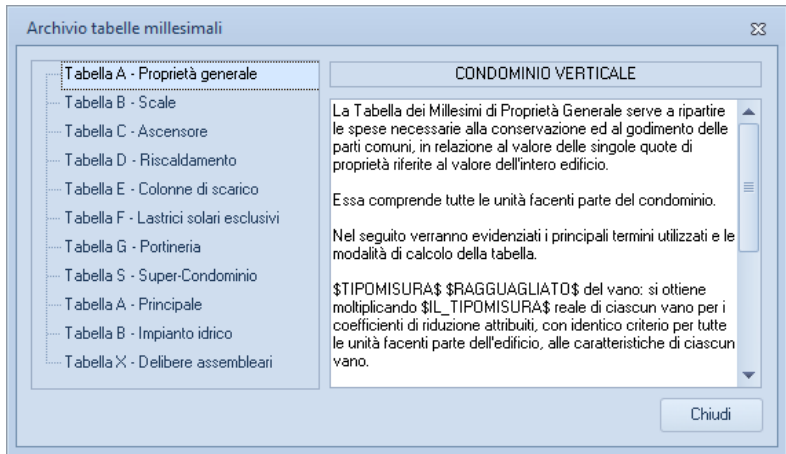 Archivio tabelle millesimali
Tabella A - Proprietà generale
Tabella B - Scale
Tabella C - Ascensore
Tabella D - Riscaldamento
Tabella E - Colonne di scarico
Tabella F - Lastrici solari esclusivi
Tabella G - Portineria
Tabella S - Super-Condominio
Tabella A - Principale
Tabella B - Impianto idrico
Tabella X - Delibere assembleari
CONDOMINIO VERTICALE
La Tabella dei Millesimi di Proprietà Generale serve a ripartire
le spese necessarie alla conservazione ed al godimento delle
parti comuni, in relazione al valore delle singole quote di
proprietà riferite al valore dell'intero edificio.
Essa comprende tutte le unità facenti parte del condominio.
Nel seguito verranno evidenziati i principali termini utilizzati e le
modalità di calcolo della tabella.
$TIPOMISURA$ $RAGGUAGLIATO$ del vano: si ottiene
moltiplicando $IL_TIPOMISURA$ reale di ciascun vano per i
coefficienti di riduzione attribuiti, con identico criterio per tutte
le unità facenti parte dell'edificio, alle caratteristiche di ciascun
vano.
Chiudi